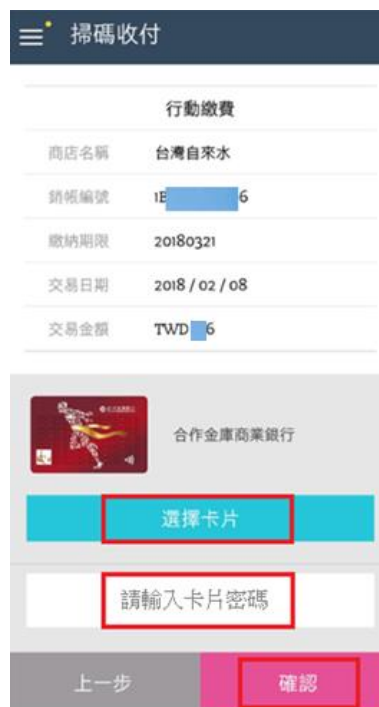 掃碼收付
行動繳費
商店名稱 台灣自來水
銷帳編號 1E 6
繳納期限 20180321
交易日期 2018 / 02 / 08
交易金額 TWD 6
合作金庫商業銀行
選擇卡片
請輸入卡片密碼
上一步 確認